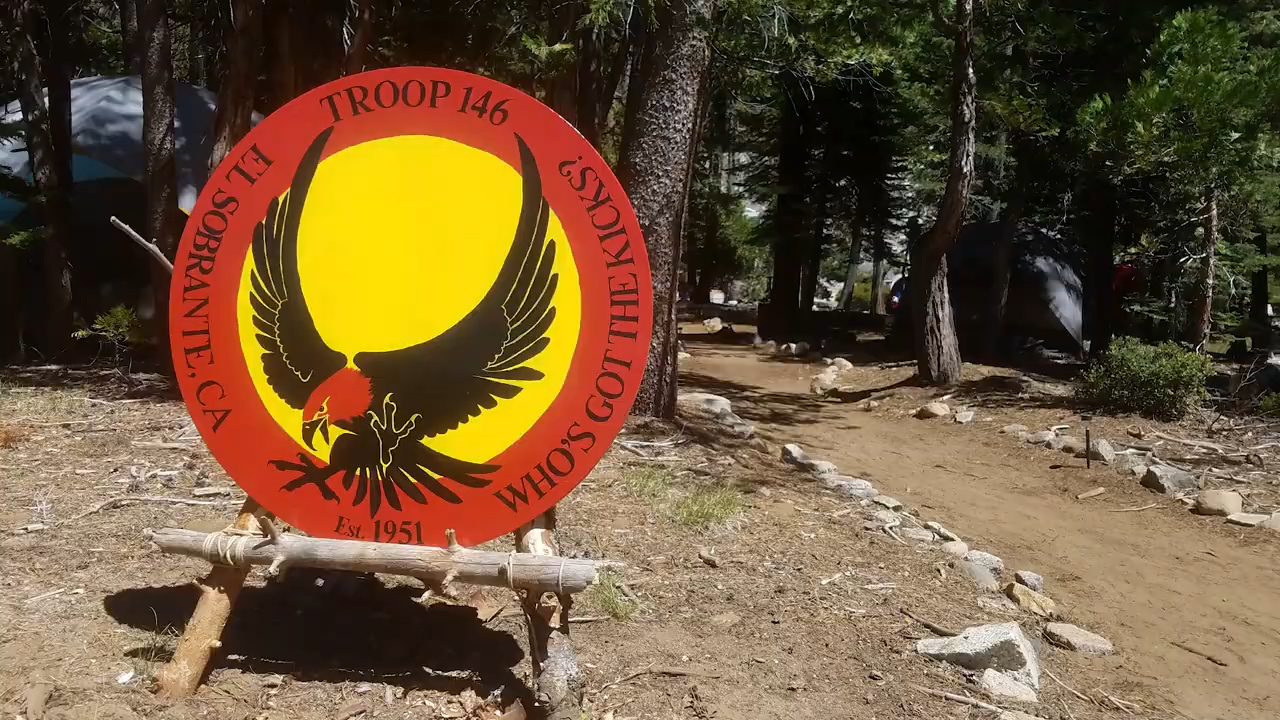 TROOP 146
EL SOBRANTE, CA
WHO'S GOT THE KICKS?
Est. 1951